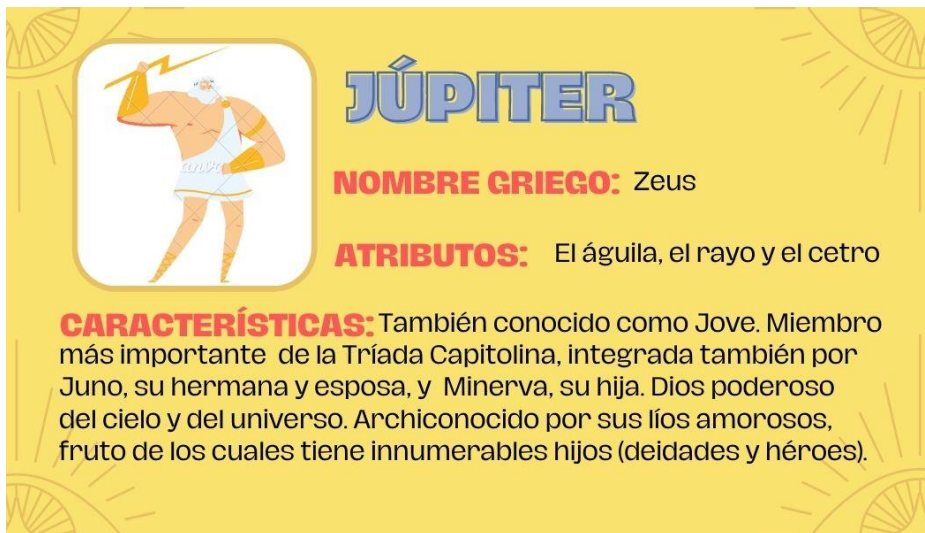 JÚPITER
NOMBRE GRIEGO: Zeus
ATRIBUTOS: El águila, el rayo y el cetro
CARACTERÍSTICAS: También conocido como Jove. Miembro
más importante de la Tríada Capitolina, integrada también por
Juno, su hermana y esposa, y Minerva, su hija. Dios poderoso
del cielo y del universo. Archiconocido por sus líos amorosos,
fruto de los cuales tiene innumerables hijos (deidades y héroes).